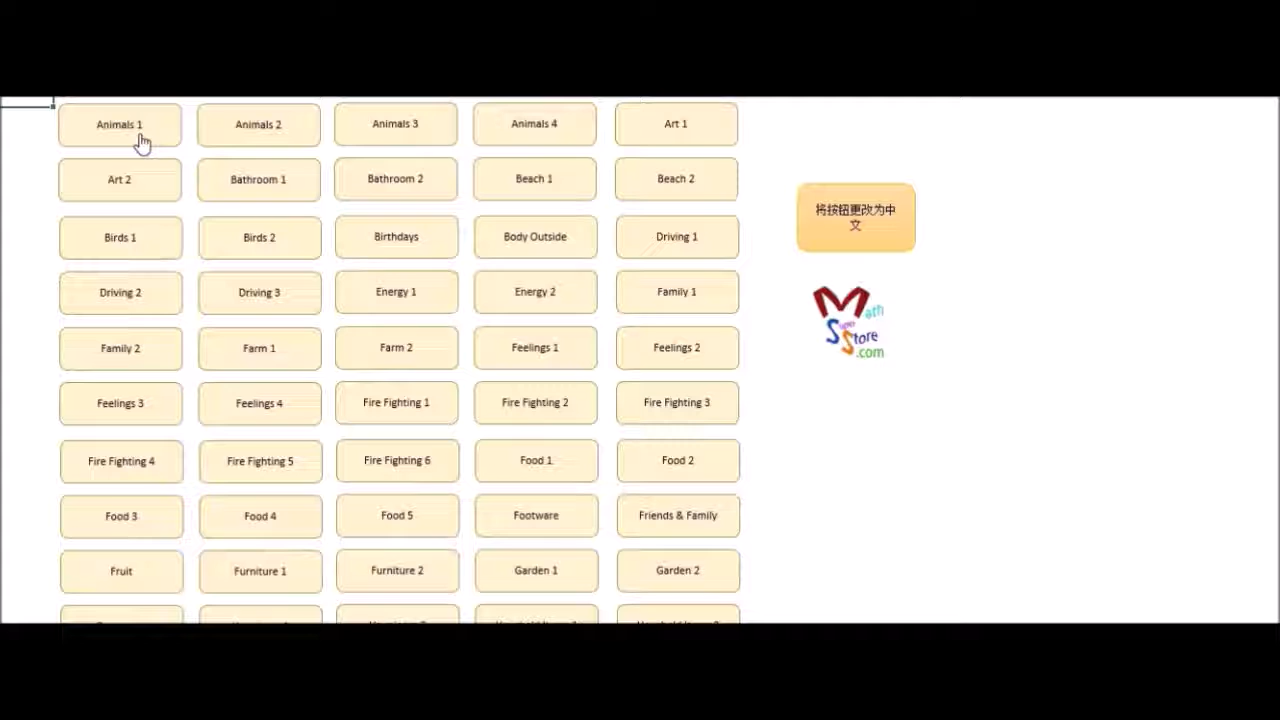 Animals 1
Animals 2
Animals 3
Animals 4
Art 1
Art 2
Bathroom 1
Bathroom 2
Beach 1
Beach 2
Birds 1
Birds 2
Birthdays
Body Outside
Driving 1
Driving 2
Driving 3
Energy 1
Energy 2
Family 1
Family 2
Farm 1
Farm 2
Feelings 1
Feelings 2
Feelings 3
Feelings 4
Fire Fighting 1
Fire Fighting 2
Fire Fighting 3
Fire Fighting 4
Fire Fighting 5
Fire Fighting 6
Food 1
Food 2
Food 3
Food 4
Food 5
Footware
Friends & Family
Fruit
Furniture 1
Furniture 2
Garden 1
Garden 2
将按钮更改为中
文
Math
Super
Store
.com